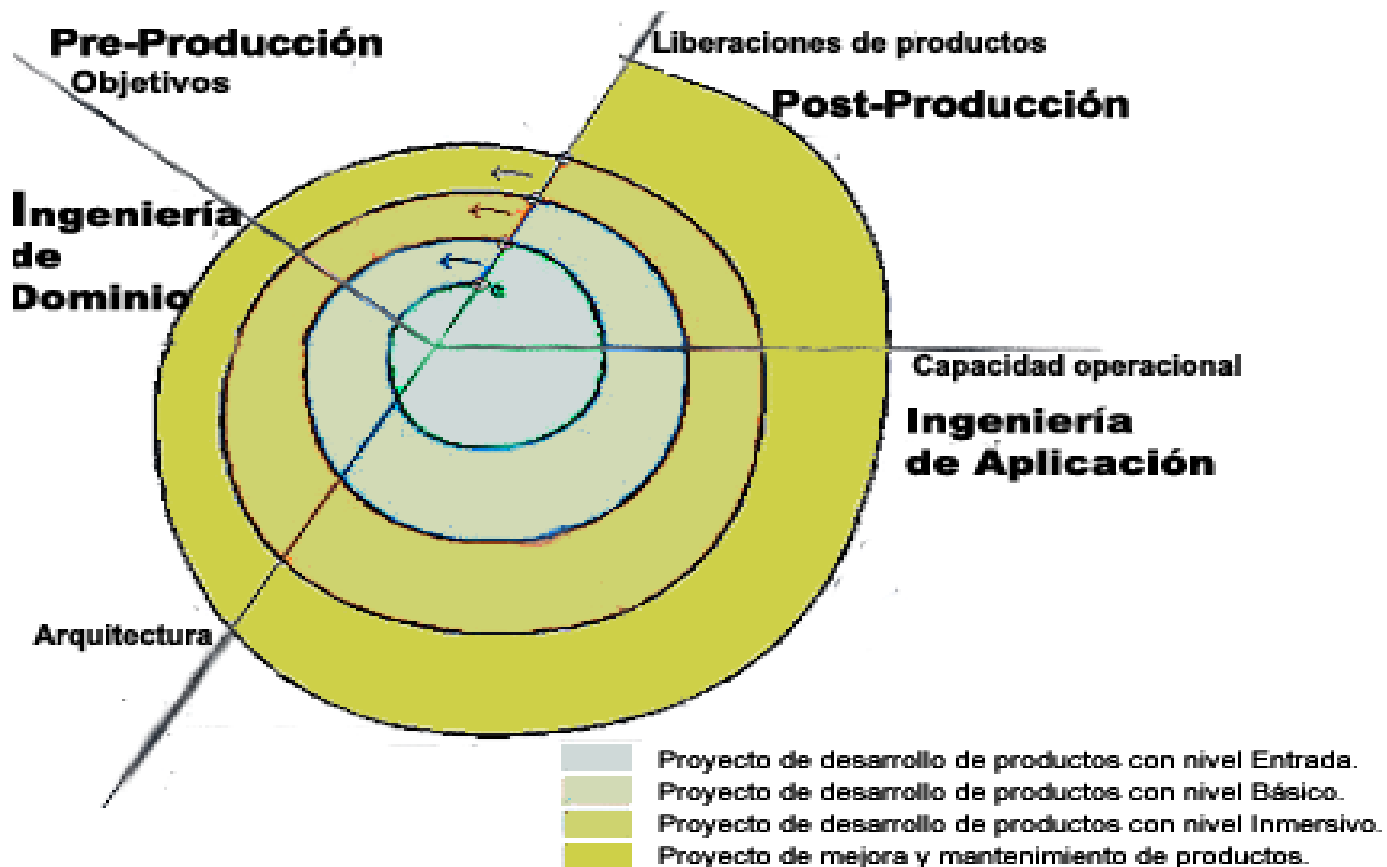 Pre-Producción
Objetivos
Liberaciones de productos
Post-Producción
Ingeniería
de
Dominio
Capacidad operacional
Ingeniería
de Aplicación
Arquitectura
Proyecto de desarrollo de productos con nivel Entrada.
Proyecto de desarrollo de productos con nivel Básico.
Proyecto de desarrollo de productos con nivel Inmersivo.
Proyecto de mejora y mantenimiento de productos.